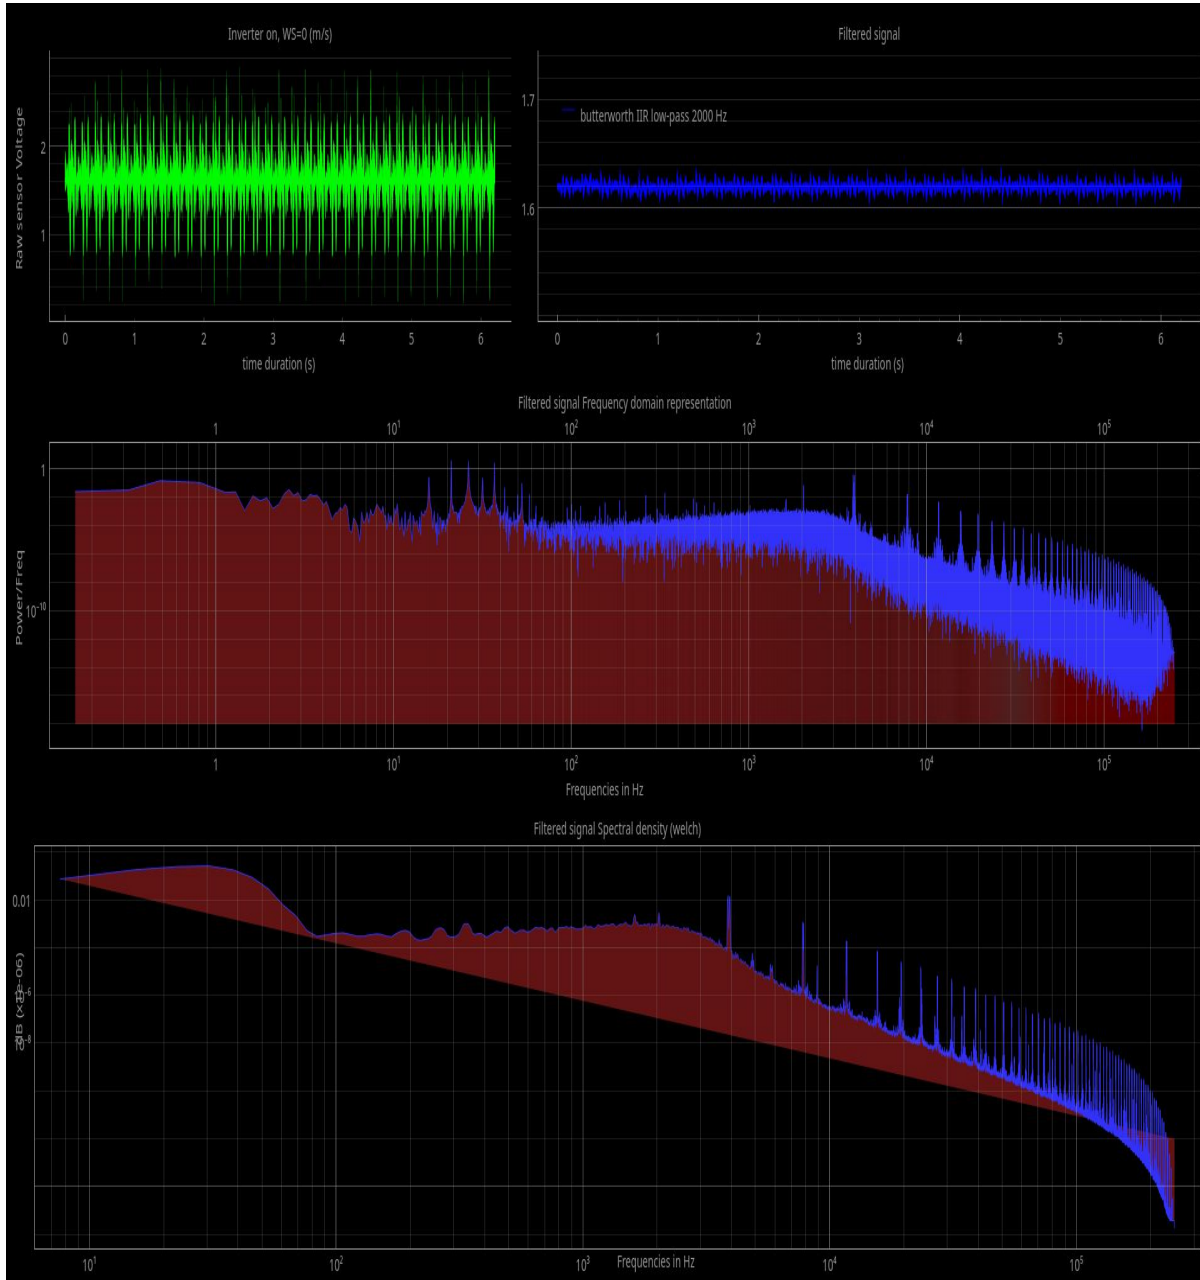 Inverter on, WS=0 (m/s)
Filtered signal
Raw sensor Voltage
2
1
0 1 2 3 4 5 6
time duration (s)
1.7
1.6
butterworth IIR low-pass 2000 Hz
0 1 2 3 4 5 6
time duration (s)
Filtered signal Frequency domain representation
1 10¹ 10² 10³ 10⁴ 10⁵
Power/Freq
1
10⁻¹⁰
1 10¹ 10² 10³ 10⁴ 10⁵
Frequencies in Hz
Filtered signal Spectral density (welch)
0.01
10¹ 10² 10³ 10⁴ 10⁵
Frequencies in Hz